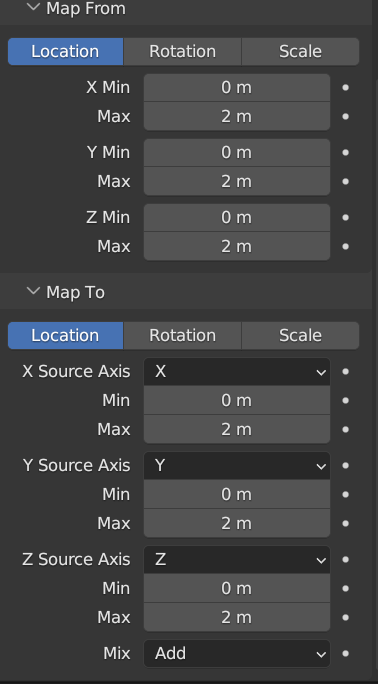 Map From
Location Rotation Scale
X Min 0 m
Max 2 m
Y Min 0 m
Max 2 m
Z Min 0 m
Max 2 m
Map To
Location Rotation Scale
X Source Axis X
Min 0 m
Max 2 m
Y Source Axis Y
Min 0 m
Max 2 m
Z Source Axis Z
Min 0 m
Max 2 m
Mix Add